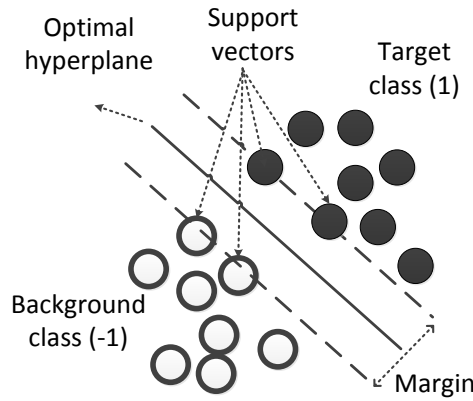 Optimal
hyperplane
Support
vectors
Target
class (1)
Background
class (-1)
Margin